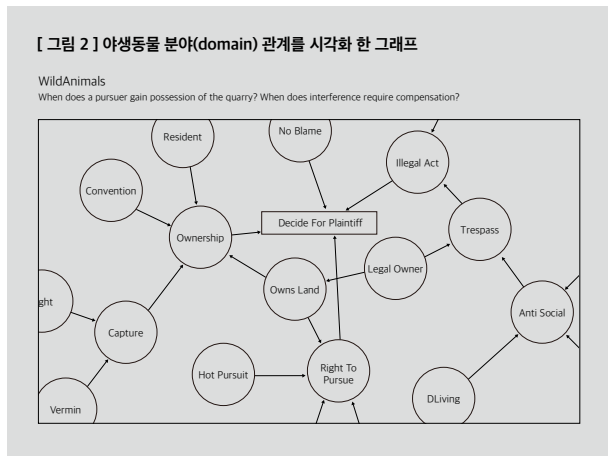 [ 그림 2 ] 야생동물 분야(domain) 관계를 시각화 한 그래프
WildAnimals
When does a pursuer gain possession of the quarry? When does interference require compensation?
Resident
No Blame
Illegal Act
Convention
Ownership
Decide For Plaintiff
Trespass
Legal Owner
Owns Land
ght
Anti Social
Capture
Hot Pursuit
Right To
Pursue
DLiving
Vermin